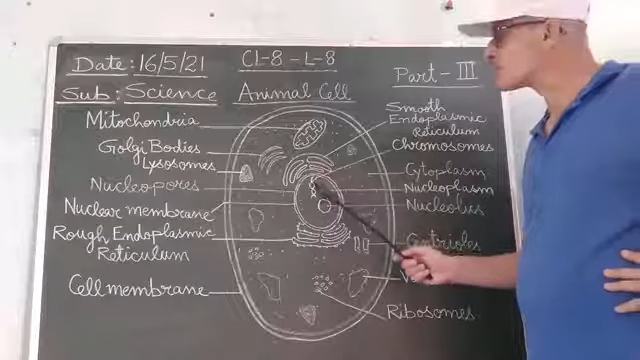 Date: 16/5/21
CL-8 - L-8
Part - III
Sub: Science
Animal Cell
Mitochondria
Golgi Bodies
Lysosomes
Nucleopores
Nuclear membrane
Rough Endoplasmic
Reticulum
Cell membrane
Smooth
Endoplasmic
Reticulum
Chromosomes
Cytoplasm
Nucleoplasm
Nucleolus
Centrioles
Ribosomes